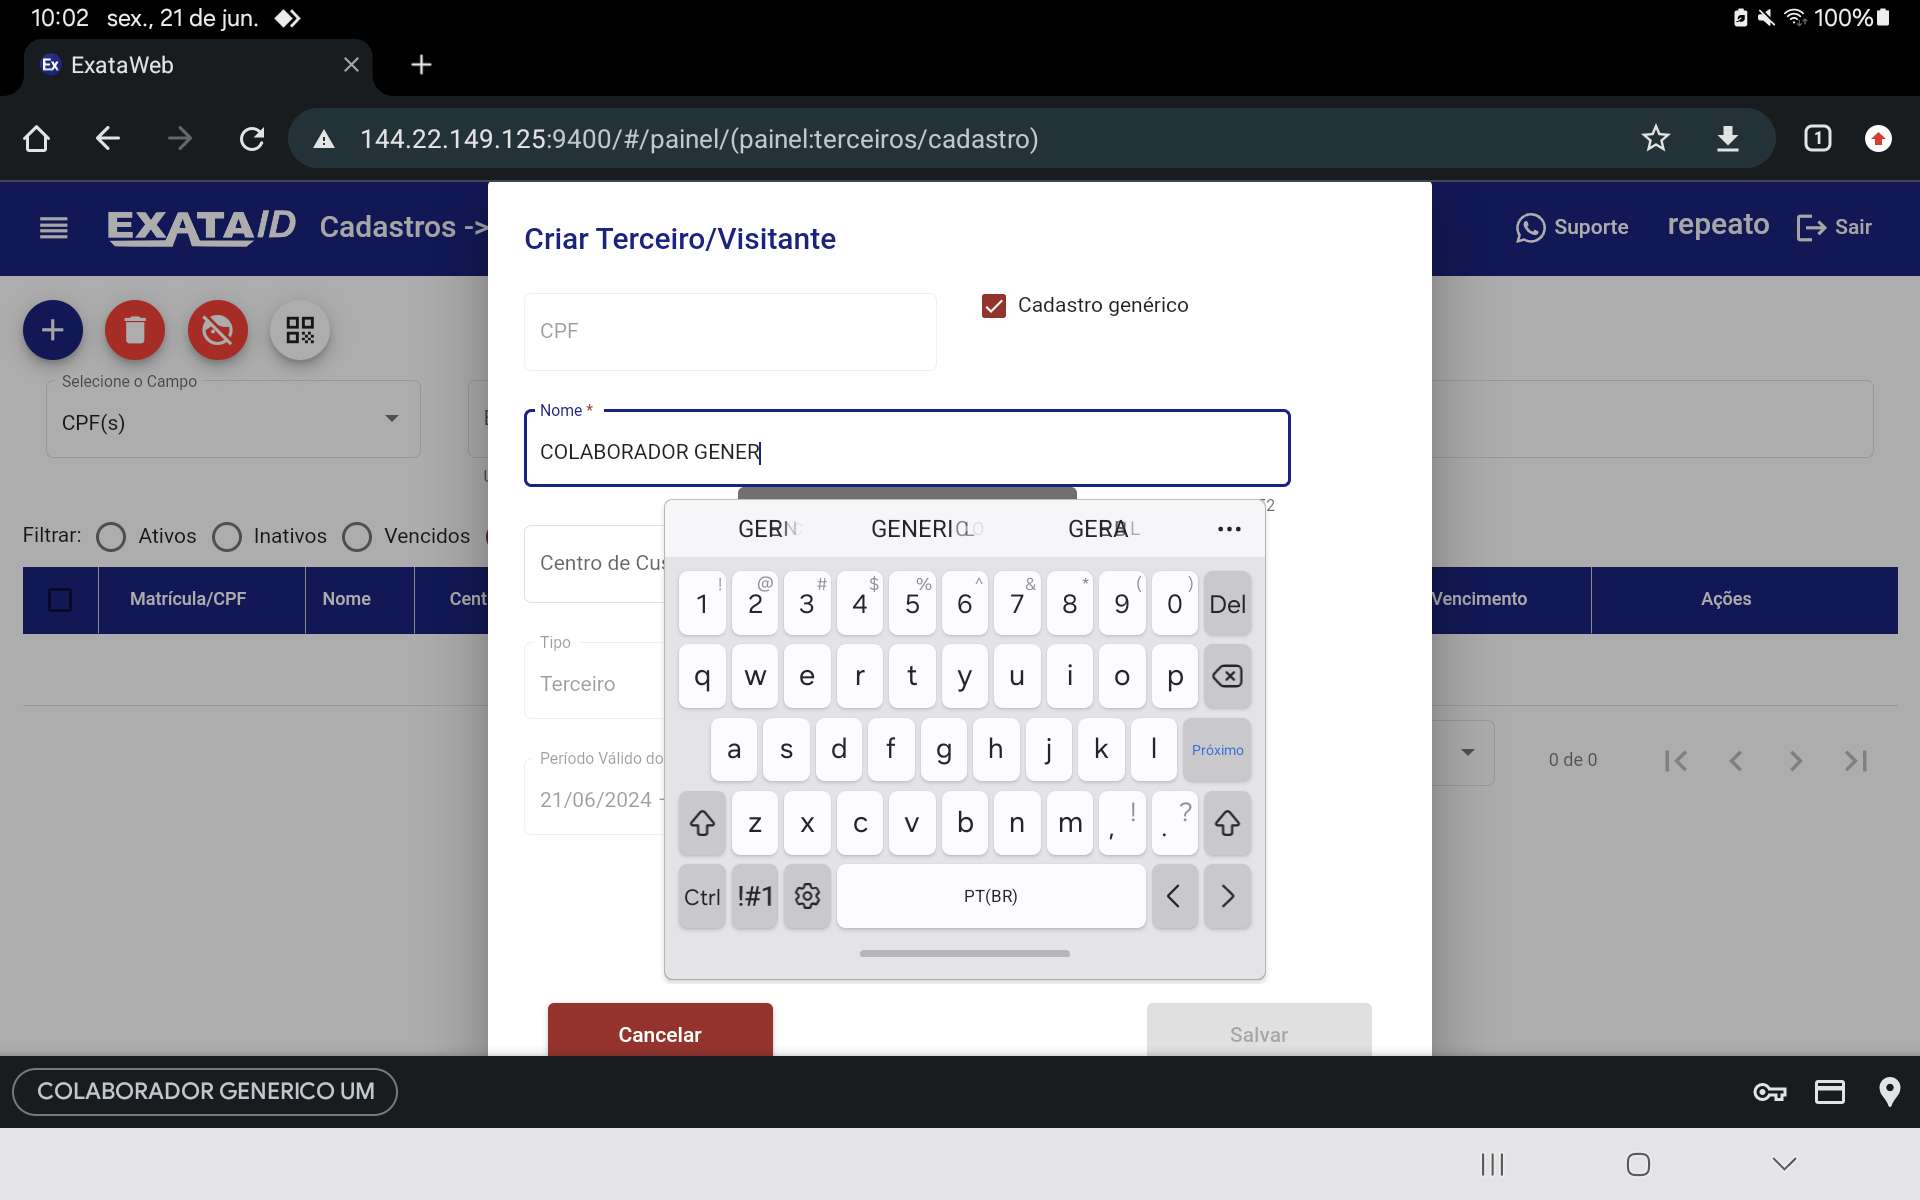 10:02 sex., 21 de jun. 100%
Ex ExataWeb
144.22.149.125:9400/#/painel/(painel:terceiros/cadastro) 1
EXATAID Cadastros -> Suporte repeato Sair
Criar Terceiro/Visitante
CPF
Cadastro genérico
Selecione o Campo
CPF(s)
Nome *
COLABORADOR GENER
Filtrar: Ativos Inativos Vencidos
Centro de Cus
Matrícula/CPF Nome Cent Vencimento Ações
Tipo
Terceiro
0 de 0
Período Válido do
21/06/2024 -
GENERI
! @ # $ % ^ & * ( )
1 2 3 4 5 6 7 8 9 0 Del
q w e r t y u i o p
a s d f g h j k l Próximo
! ?
z x c v b n m , .
Ctrl !#1 PT(BR) < >
Cancelar Salvar
COLABORADOR GENERICO UM